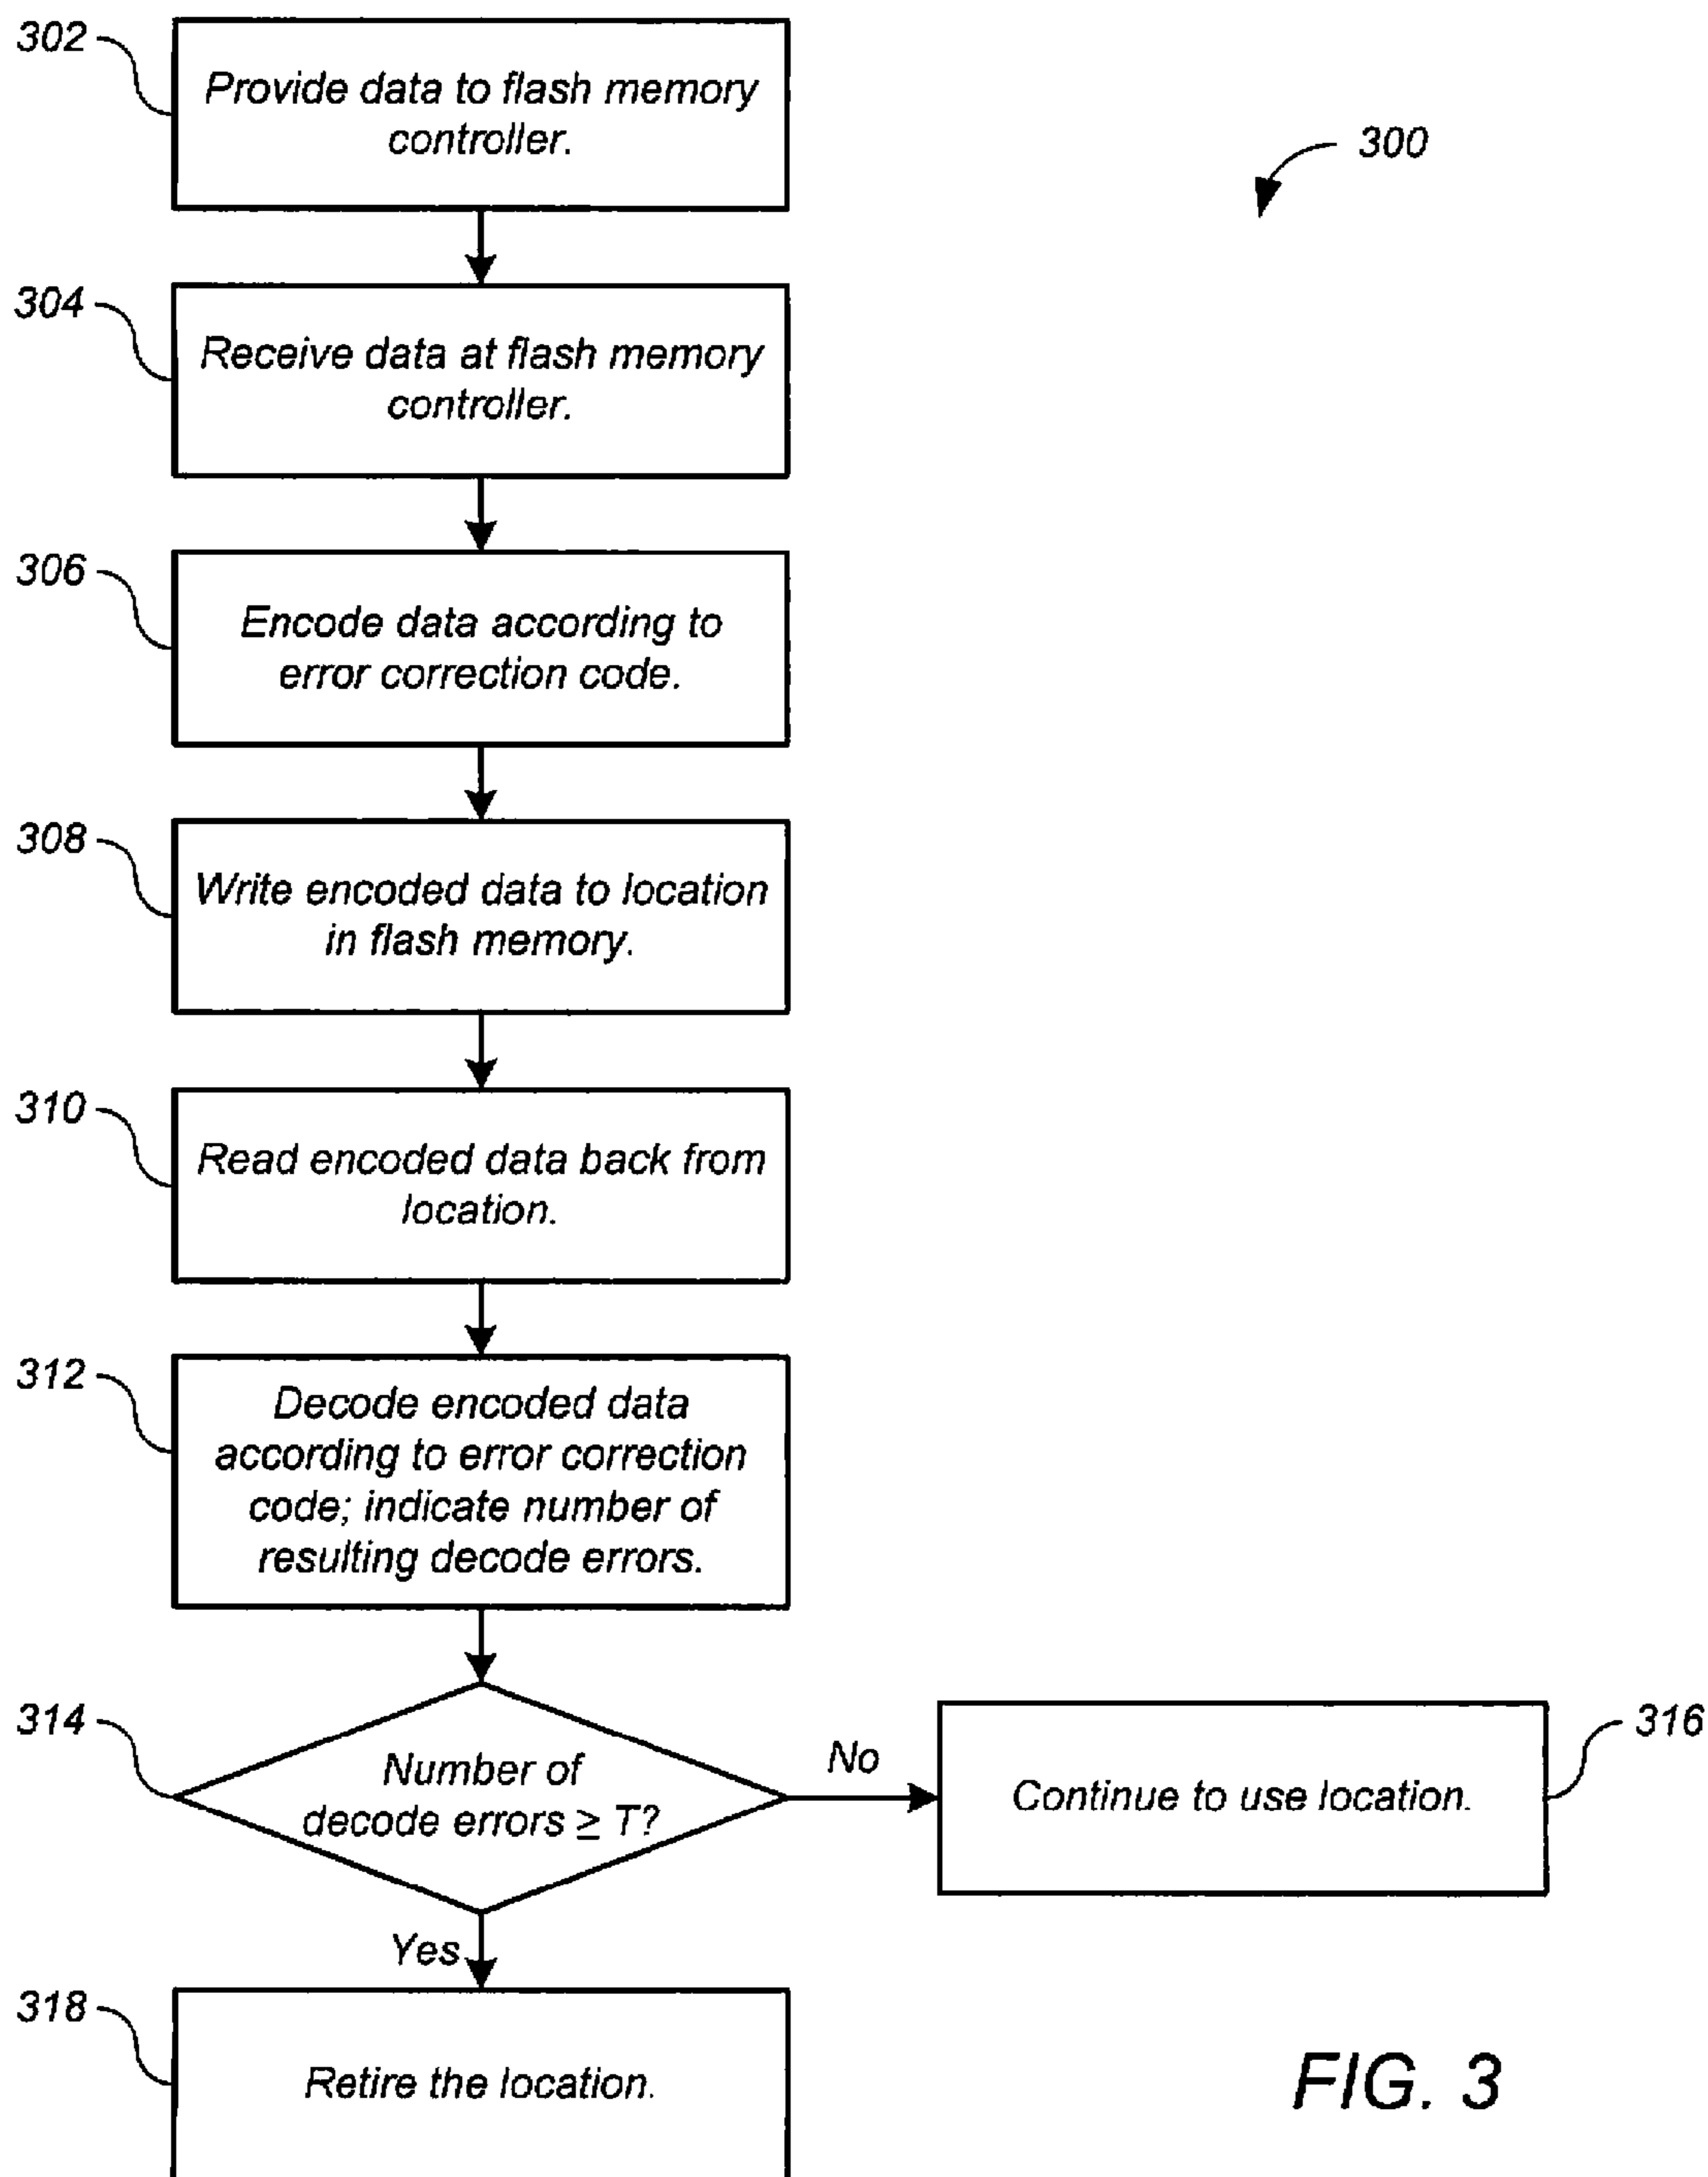 302
Provide data to flash memory
controller.
300
304
Receive data at flash memory
controller.
306
Encode data according to
error correction code.
308
Write encoded data to location
in flash memory.
310
Read encoded data back from
location.
312
Decode encoded data
according to error correction
code; indicate number of
resulting decode errors.
314
Number of
decode errors ≥ T?
No
316
Continue to use location.
Yes
318
Retire the location.
FIG. 3